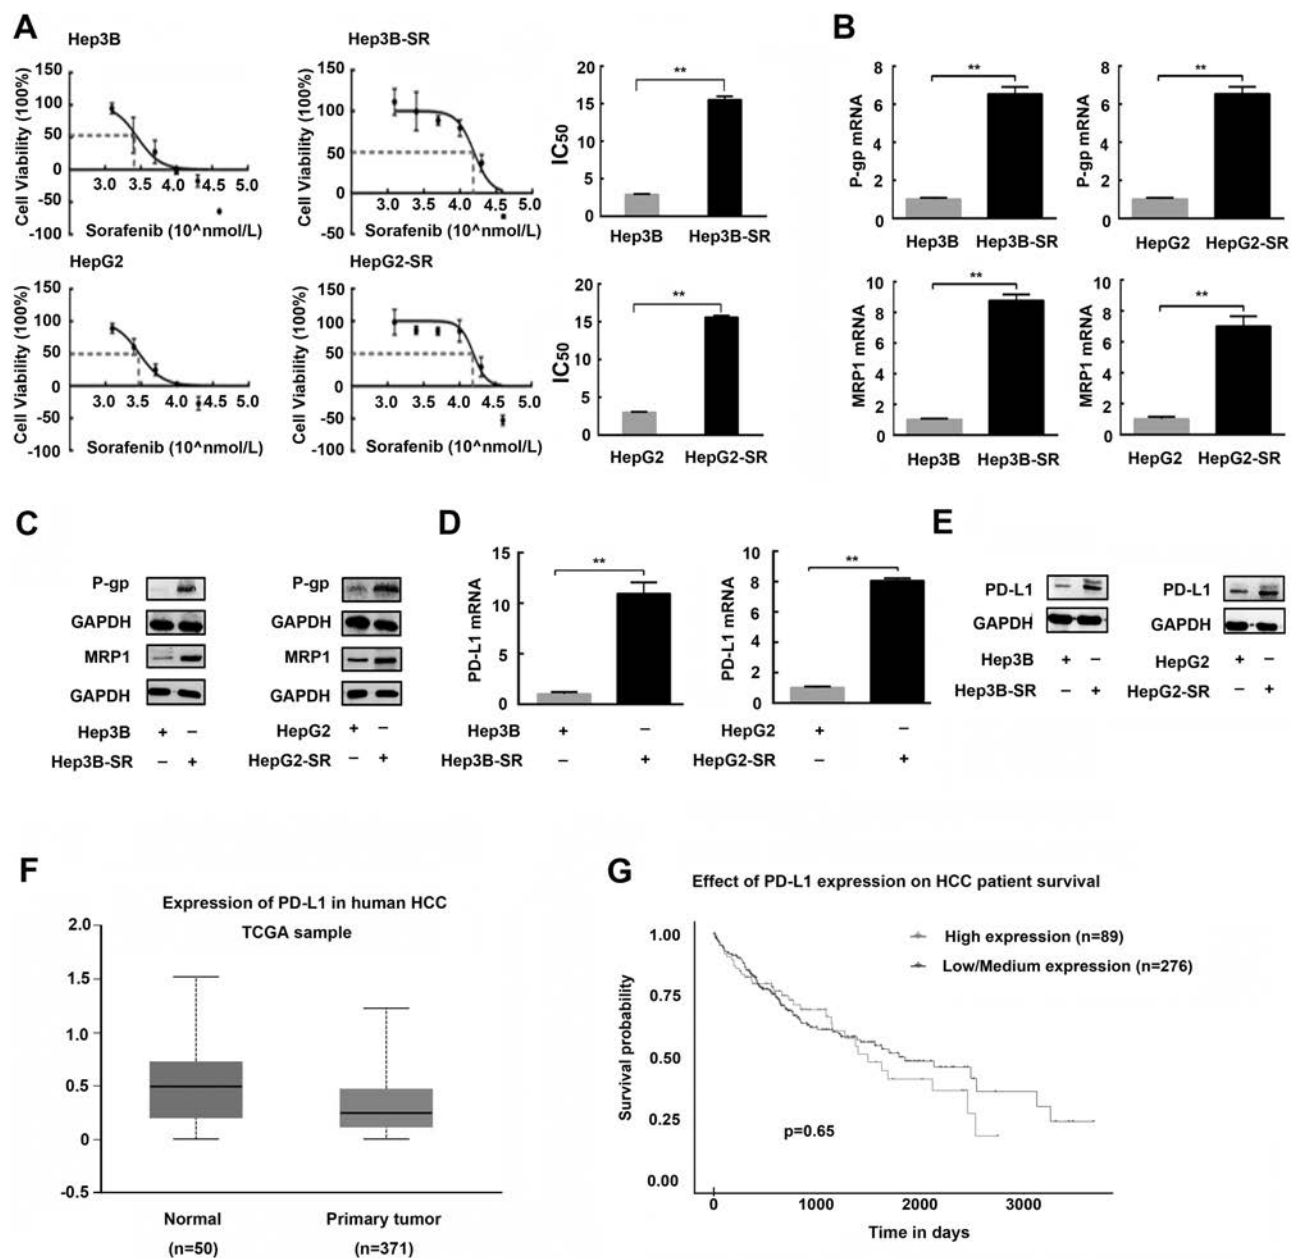 A
Hep3B
Cell Viability (100%)
150
100
50
0
-50
-100
3.0 3.5 4.0 4.5 5.0
Sorafenib (10^nmol/L)
Hep3B-SR
Cell Viability (100%)
150
100
50
0
-50
3.0 3.5 4.0 4.5 5.0
Sorafenib (10^nmol/L)
IC50
20
15
10
5
0
**
Hep3B Hep3B-SR
HepG2
Cell Viability (100%)
150
100
50
0
-50
-100
3.0 3.5 4.0 4.5 5.0
Sorafenib (10^nmol/L)
HepG2-SR
Cell Viability (100%)
150
100
50
0
-50
-100
3.0 3.5 4.0 4.5 5.0
Sorafenib (10^nmol/L)
IC50
20
15
10
5
0
**
HepG2 HepG2-SR
B
P-gp mRNA
8
6
4
2
0
**
Hep3B Hep3B-SR
P-gp mRNA
8
6
4
2
0
**
HepG2 HepG2-SR
MRP1 mRNA
10
8
6
4
2
0
**
Hep3B Hep3B-SR
MRP1 mRNA
10
8
6
4
2
0
**
HepG2 HepG2-SR
C
P-gp
GAPDH
MRP1
GAPDH
Hep3B + –
Hep3B-SR – +
P-gp
GAPDH
MRP1
GAPDH
HepG2 + –
HepG2-SR – +
D
PD-L1 mRNA
15
10
5
0
**
Hep3B + –
Hep3B-SR – +
PD-L1 mRNA
10
8
6
4
2
0
**
HepG2 + –
HepG2-SR – +
E
PD-L1
GAPDH
Hep3B + –
Hep3B-SR – +
PD-L1
GAPDH
HepG2 + –
HepG2-SR – +
F
Expression of PD-L1 in human HCC
TCGA sample
2.0
1.5
1.0
0.5
0
-0.5
Normal Primary tumor
(n=50) (n=371)
G
Effect of PD-L1 expression on HCC patient survival
High expression (n=89)
Low/Medium expression (n=276)
Survival probability
1.00
0.75
0.50
0.25
0.00
p=0.65
0 1000 2000 3000
Time in days